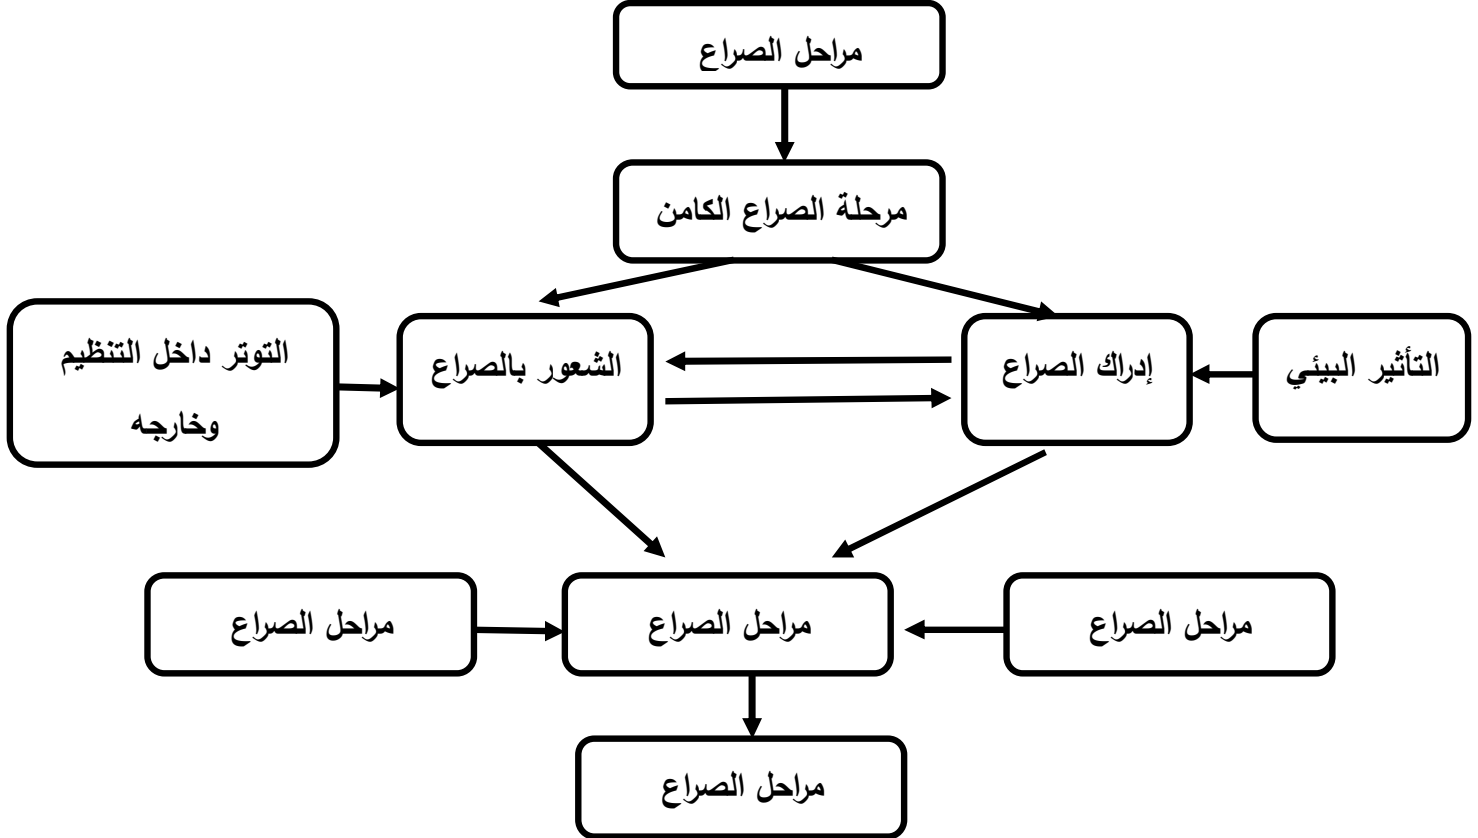 مراحل الصراع
مرحلة الصراع الكامن
التأثير البيئي
إدراك الصراع
الشعور بالصراع
التوتر داخل التنظيم
وخارجه
مراحل الصراع
مراحل الصراع
مراحل الصراع
مراحل الصراع